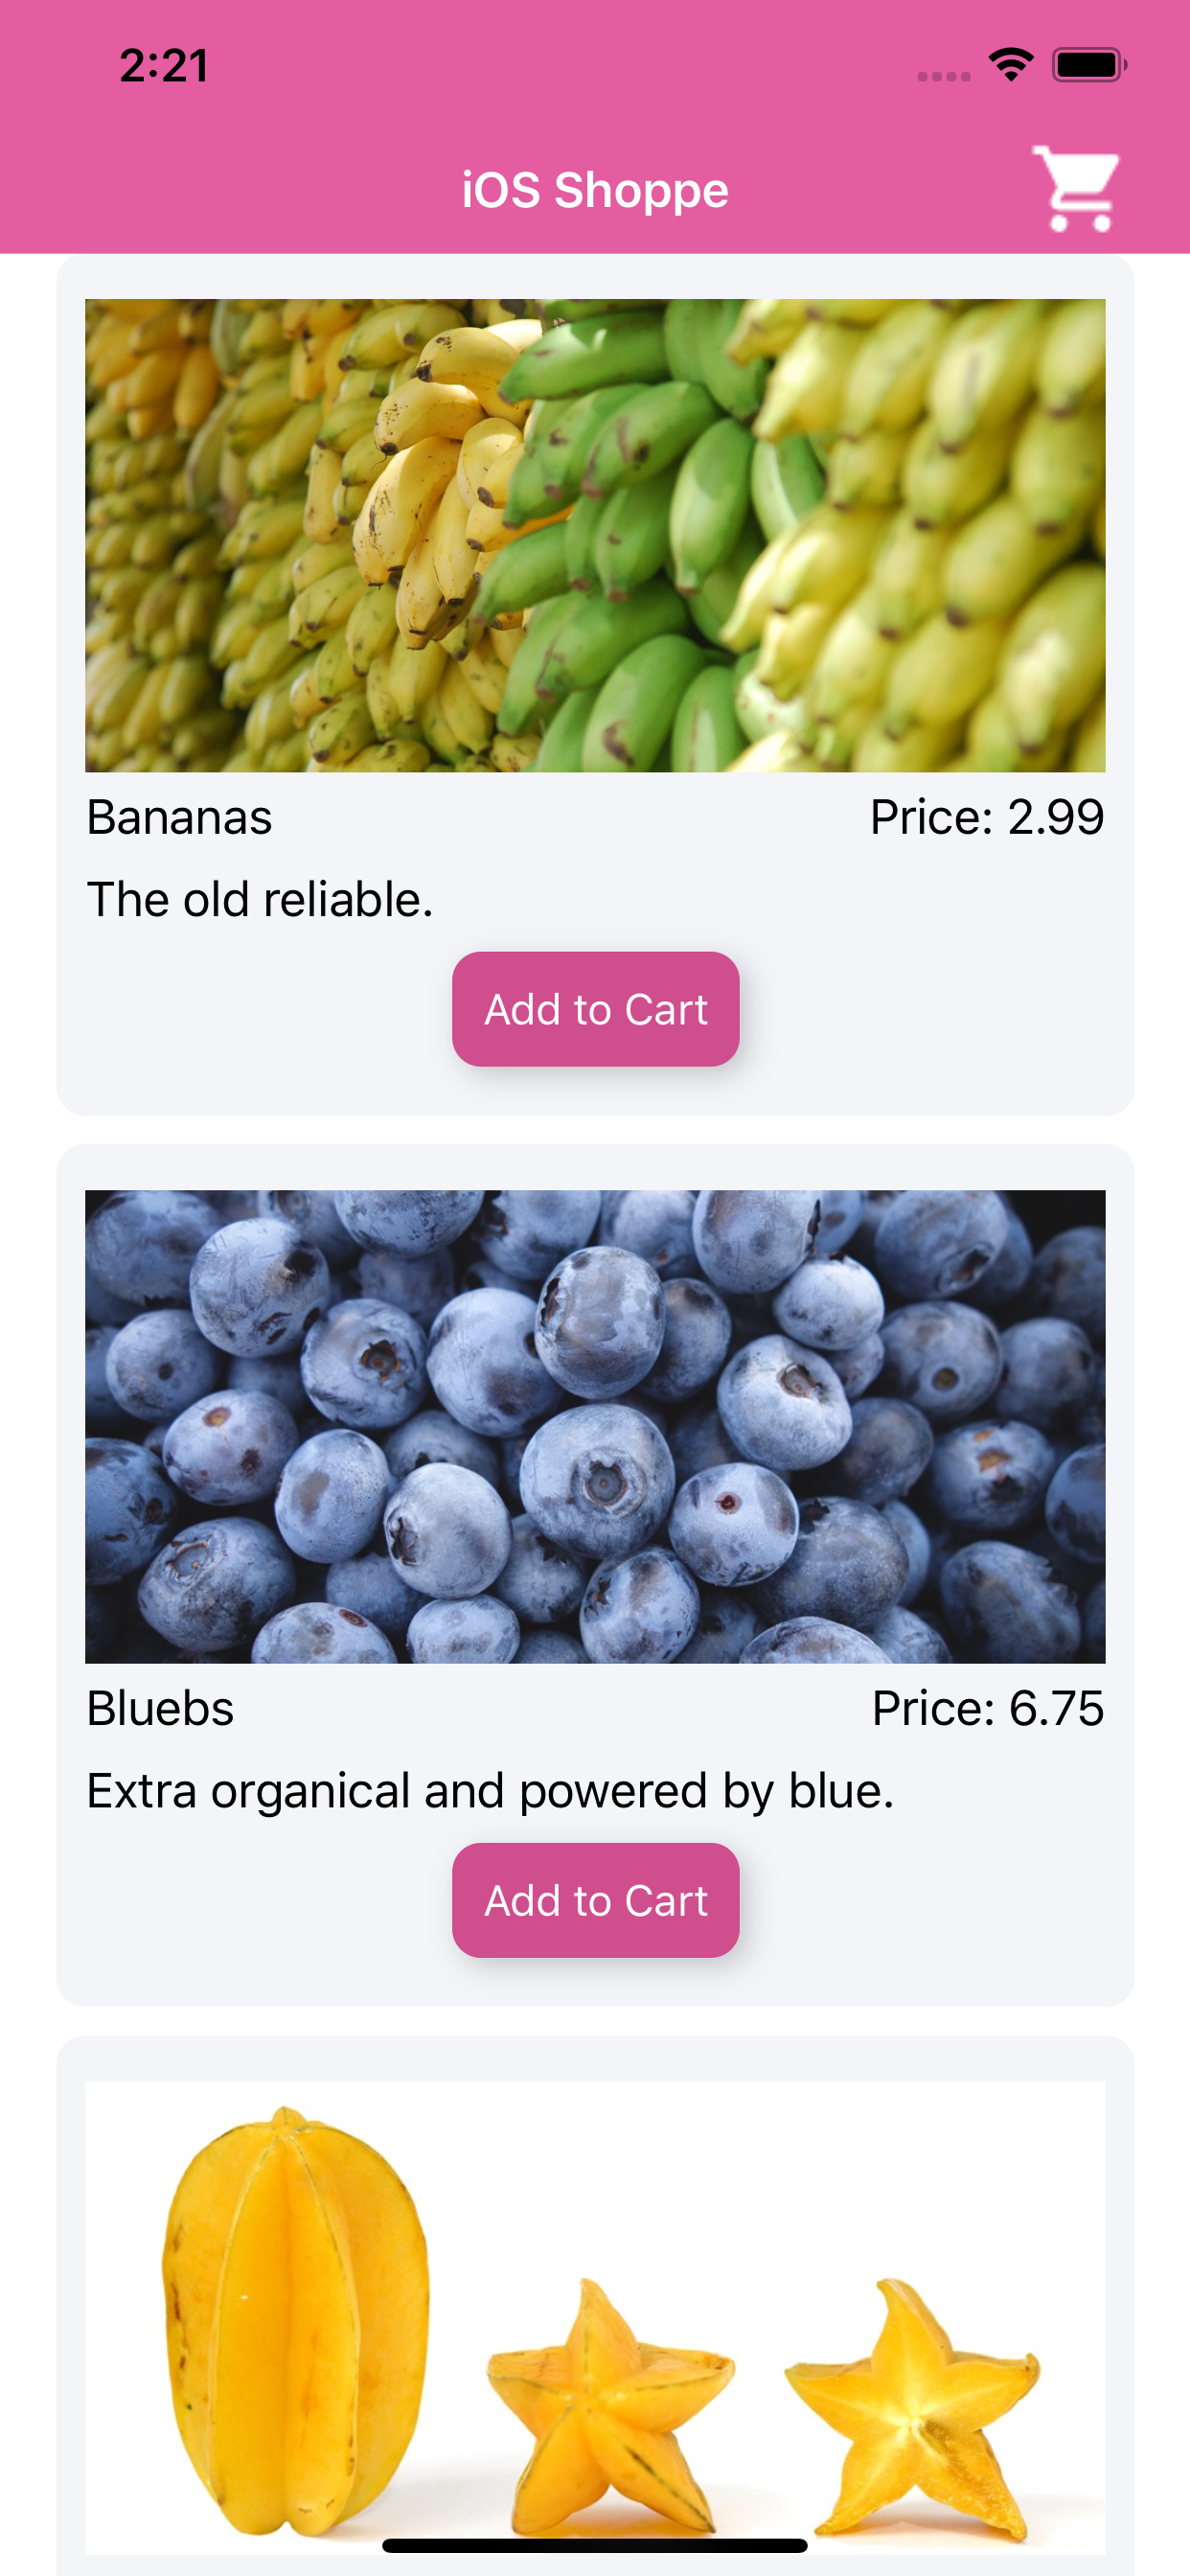 2:21
iOS Shoppe
Bananas Price: 2.99
The old reliable.
Add to Cart
Bluebs Price: 6.75
Extra organical and powered by blue.
Add to Cart